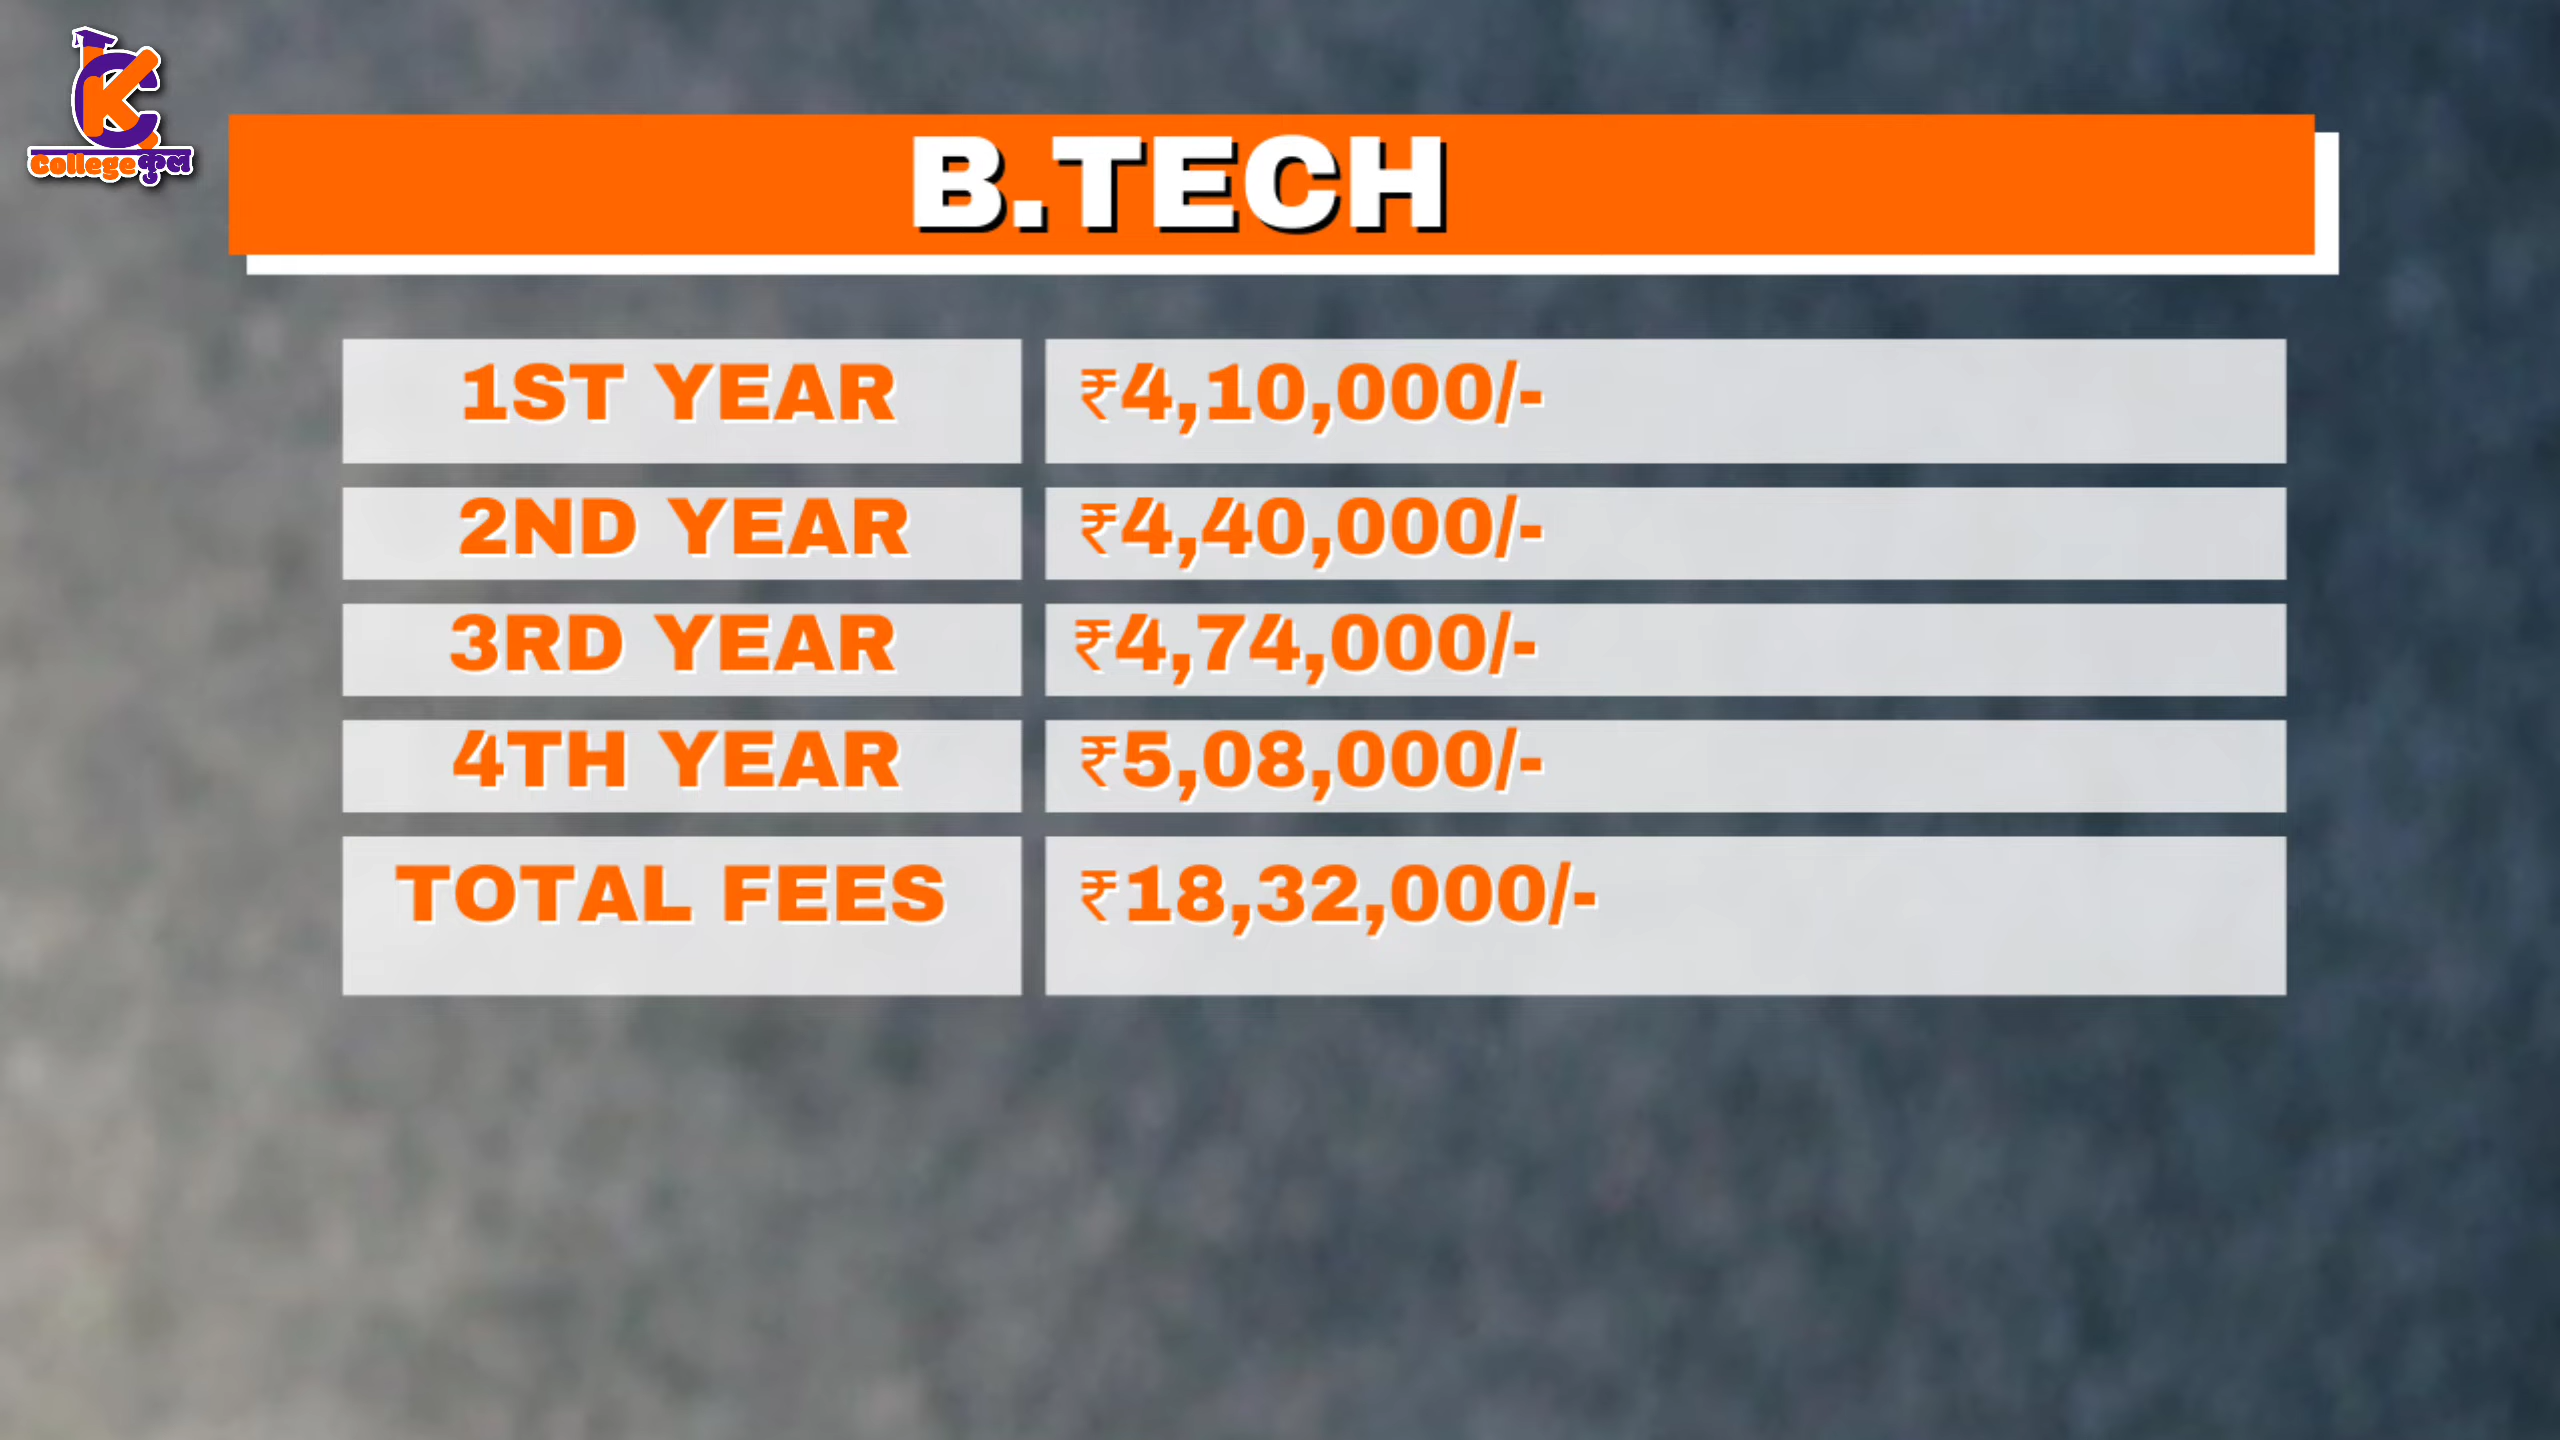 Collegeकुल
B.TECH
1ST YEAR ₹4,10,000/-
2ND YEAR ₹4,40,000/-
3RD YEAR ₹4,74,000/-
4TH YEAR ₹5,08,000/-
TOTAL FEES ₹18,32,000/-